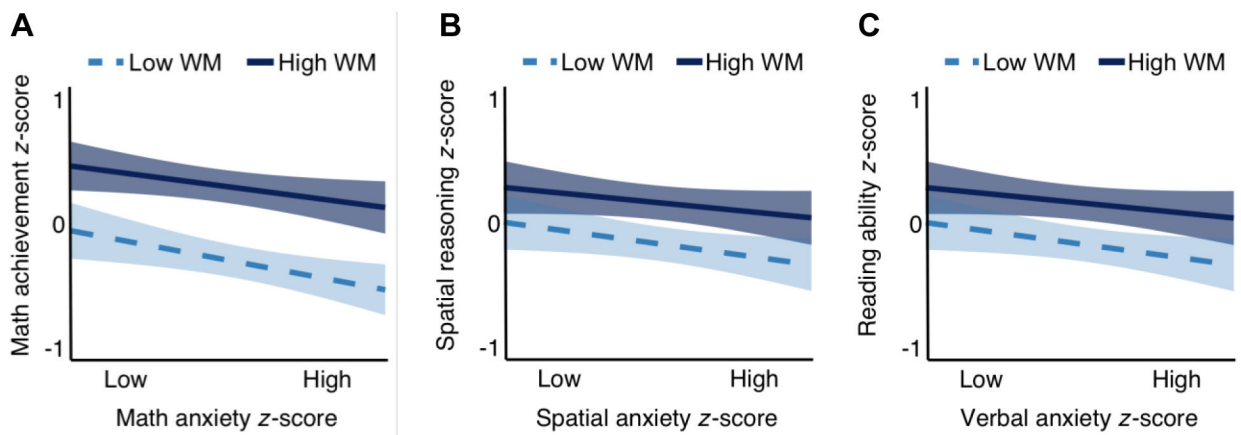 A
Low WM High WM
Math achievement z-score
1
0
-1
Low High
Math anxiety z-score
B
Low WM High WM
Spatial reasoning z-score
1
0
-1
Low High
Spatial anxiety z-score
C
Low WM High WM
Reading ability z-score
1
0
-1
Low High
Verbal anxiety z-score